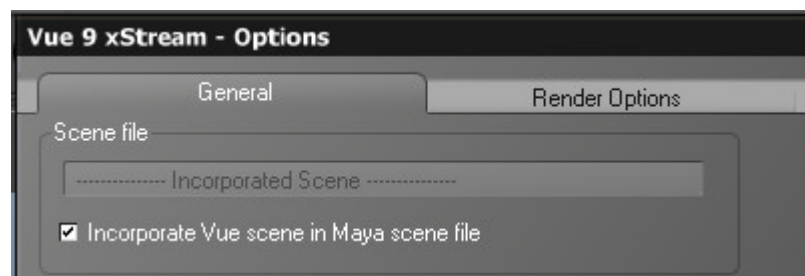 Vue 9 xStream - Options
General
Render Options
Scene file
-------------- Incorporated Scene --------------
Incorporate Vue scene in Maya scene file